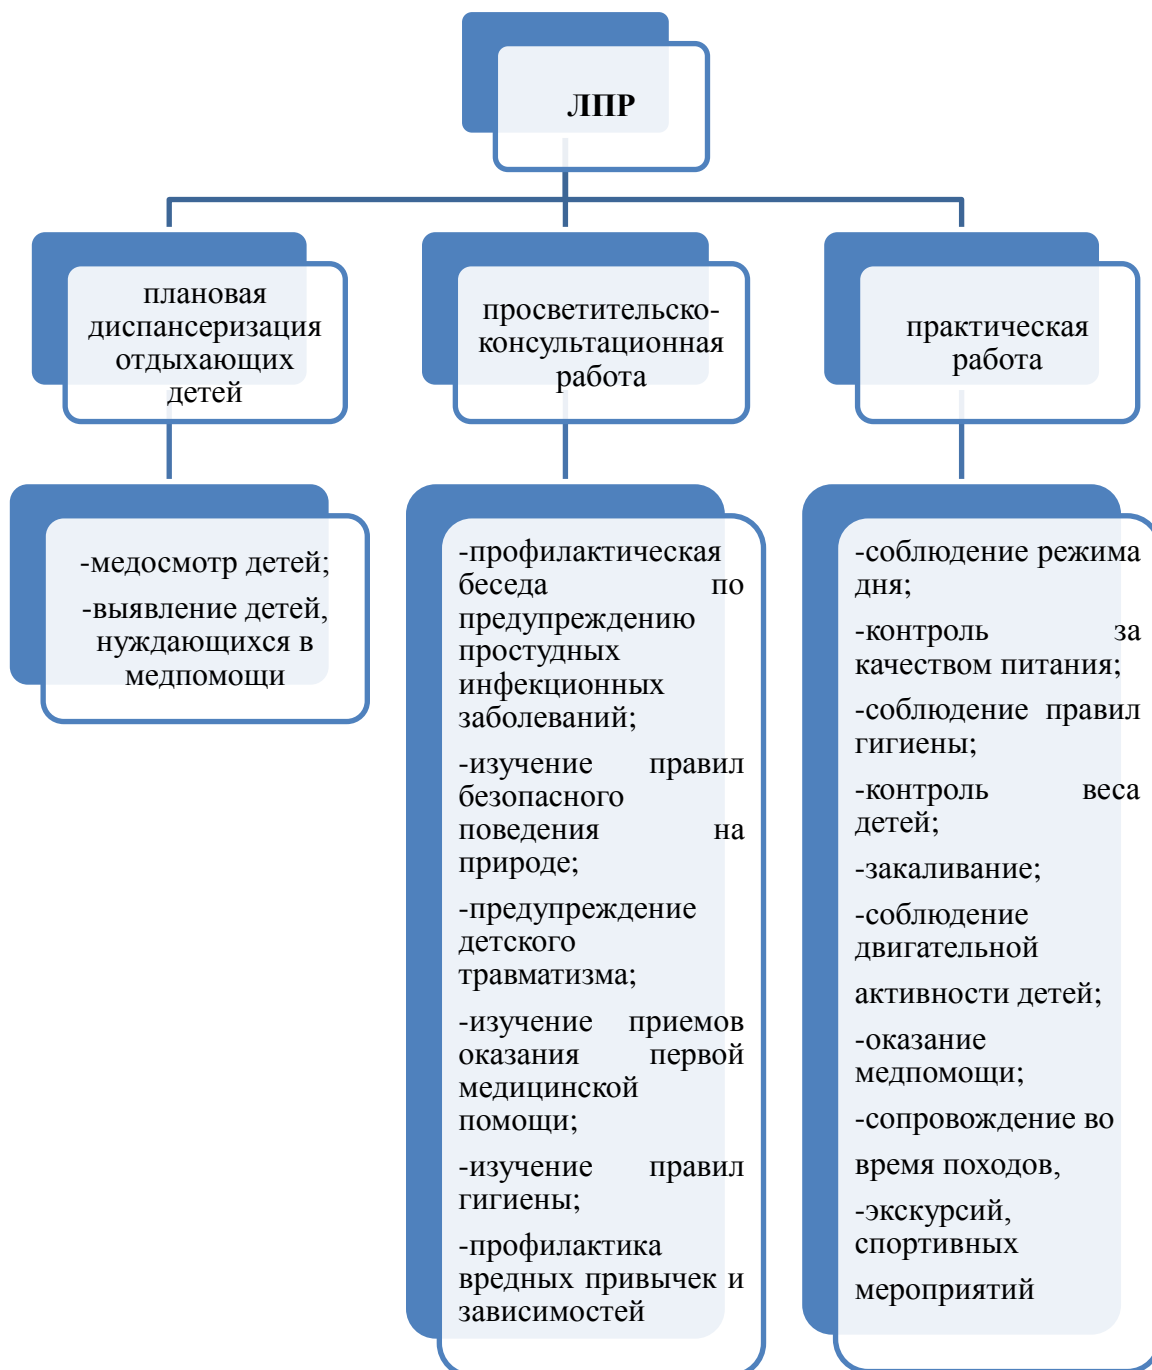 ЛПР
плановая
диспансеризация
отдыхающих
детей
просветительско-
консультационная
работа
практическая
работа
-медосмотр детей;
-выявление детей,
нуждающихся в
медпомощи
-профилактическая
беседа по
предупреждению
простудных
инфекционных
заболеваний;
-изучение правил
безопасного
поведения на
природе;
-предупреждение
детского
травматизма;
-изучение приемов
оказания первой
медицинской
помощи;
-изучение правил
гигиены;
-профилактика
вредных привычек и
зависимостей
-соблюдение режима
дня;
-контроль за
качеством питания;
-соблюдение правил
гигиены;
-контроль веса
детей;
-закаливание;
-соблюдение
двигательной
активности детей;
-оказание
медпомощи;
-сопровождение во
время походов,
-экскурсий,
спортивных
мероприятий